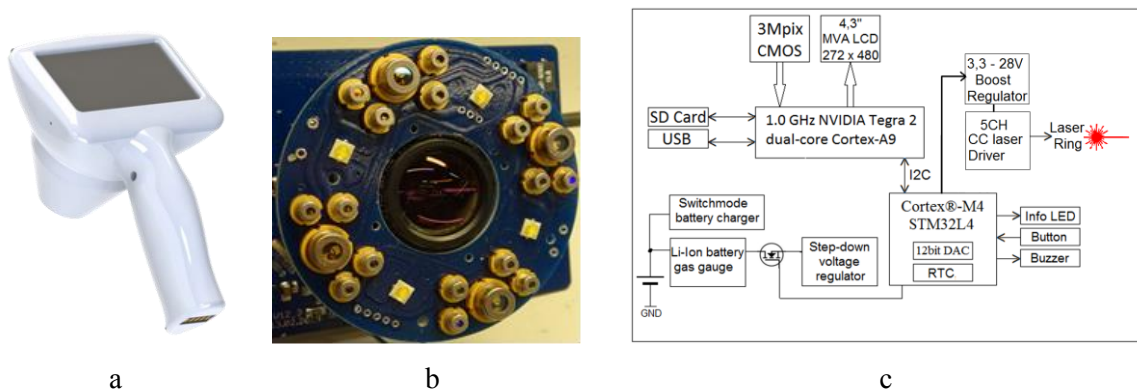 3Mpix
CMOS
4,3"
MVA LCD
272 x 480
3,3 - 28V
Boost
Regulator
SD Card
USB
1.0 GHz NVIDIA Tegra 2
dual-core Cortex-A9
5CH
CC laser
Driver
Laser
Ring
I2C
Switchmode
battery charger
Cortex®-M4
STM32L4
12bit DAC
RTC
Info LED
Button
Buzzer
Li-Ion battery
gas gauge
Step-down
voltage
regulator
GND
a
b
c